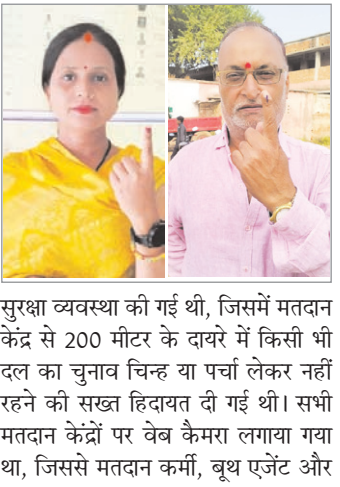 सुरक्षा व्यवस्था की गई थी, जिसमें मतदान
केंद्र से 200 मीटर के दायरे में किसी भी
दल का चुनाव चिन्ह या पर्चा लेकर नहीं
रहने की सख्त हिदायत दी गई थी। सभी
मतदान केंद्रों पर वेब कैमरा लगाया गया
था, जिससे मतदान कर्मी, बूथ एजेंट और